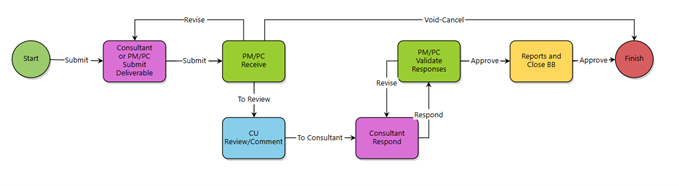 Revise
Void-Cancel
Start
Submit
Consultant
or PM/PC
Submit
Deliverable
Submit
PM/PC
Receive
PM/PC
Validate
Responses
Approve
Reports and
Close BB
Approve
Finish
Revise
To Review
Respond
CU
Review/Comment
To Consultant
Consultant
Respond